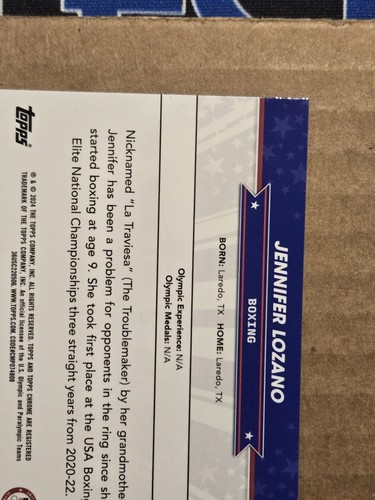 JENNIFER LOZANO
BOXING
BORN: Laredo, TX HOME: Laredo, TX
Olympic Experience: N/A
Olympic Medals: N/A
Nicknamed "La Traviesa" (The Troublemaker) by her grandmothe
Jennifer has been a problem for opponents in the ring since sh
started boxing at age 9. She took first place at the USA Boxing
Elite National Championships three straight years from 2020-22.
topps
® & © 2024 THE TOPPS COMPANY, INC. ALL RIGHTS RESERVED. TOPPS AND TOPPS CHROME ARE REGISTERED
TRADEMARK OF THE TOPPS COMPANY, INC. An official licensee of the U.S. Olympic and Paralympic Teams
WWW.TOPPS.COM